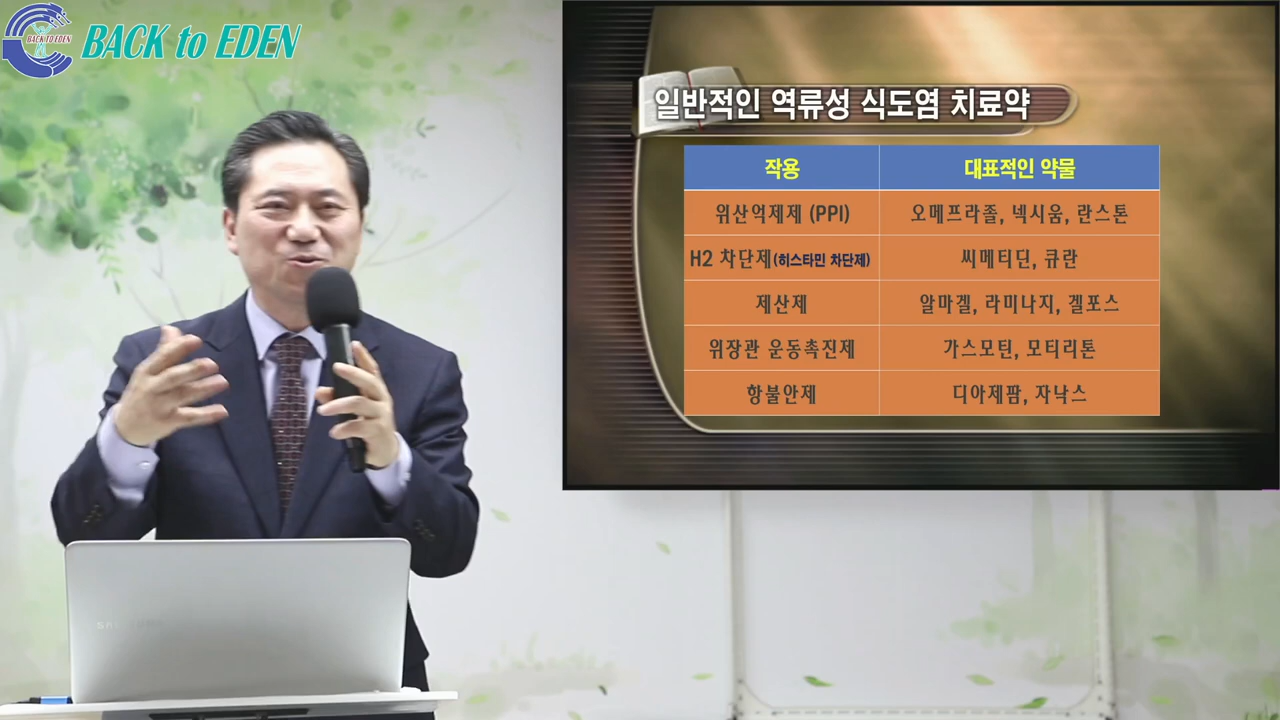 BACK TO EDEN
BACK to EDEN
일반적인 역류성 식도염 치료약
작용 대표적인 약물
위산억제제 (PPI) 오메프라졸, 넥시움, 란스톤
H2 차단제(히스타민 차단제) 씨메티딘, 큐란
제산제 알마겔, 라미나지, 겔포스
위장관 운동촉진제 가스모틴, 모티리톤
항불안제 디아제팜, 자낙스